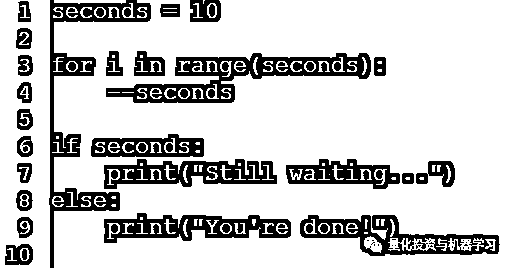 1 seconds = 10
2
3 for i in range(seconds):
4     --seconds
5
6 if seconds:
7     print("Still waiting...")
8 else:
9     print("You're done!")
10
量化投资与机器学习